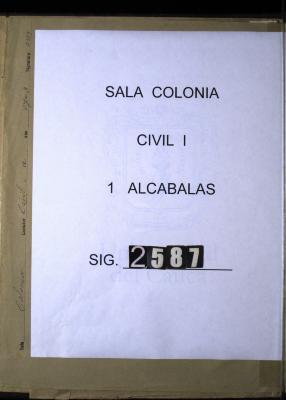 SALA COLONIA
CIVIL I
1 ALCABALAS
SIG. 2587